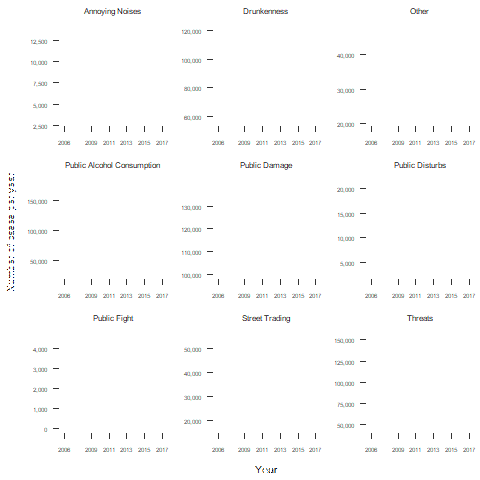 Annoying Noises
Drunkenness
Other
12,500
10,000
7,500
5,000
2,500
120,000
100,000
80,000
60,000
40,000
30,000
20,000
2006 2009 2011 2013 2015 2017
2006 2009 2011 2013 2015 2017
2006 2009 2011 2013 2015 2017
Public Alcohol Consumption
Public Damage
Public Disturbs
150,000
100,000
50,000
130,000
120,000
110,000
100,000
20,000
15,000
10,000
5,000
2006 2009 2011 2013 2015 2017
2006 2009 2011 2013 2015 2017
2006 2009 2011 2013 2015 2017
Public Fight
Street Trading
Threats
4,000
3,000
2,000
1,000
0
50,000
40,000
30,000
20,000
150,000
125,000
100,000
75,000
50,000
2006 2009 2011 2013 2015 2017
2006 2009 2011 2013 2015 2017
2006 2009 2011 2013 2015 2017
Number of cases per year
Year